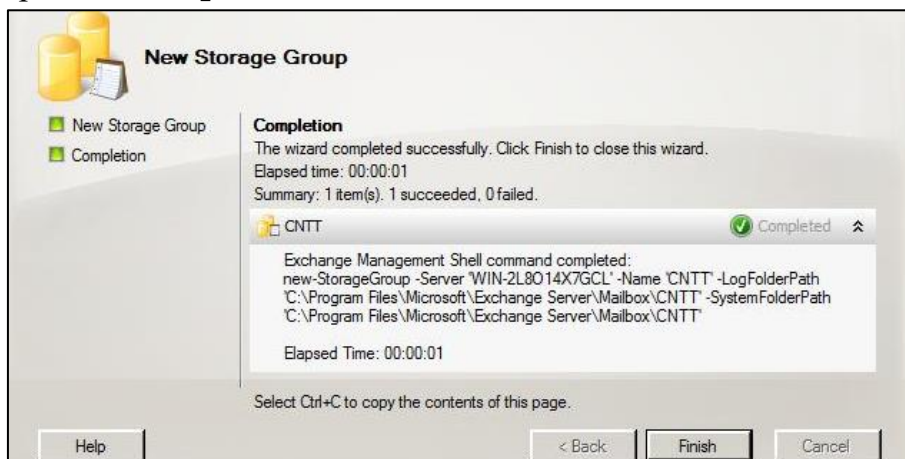 New Storage Group
New Storage Group
Completion
Completion
The wizard completed successfully. Click Finish to close this wizard.
Elapsed time: 00:00:01
Summary: 1 item(s). 1 succeeded, 0 failed.
CNTT
Completed
Exchange Management Shell command completed:
new-StorageGroup -Server 'WIN-2L8O14X7GCL' -Name 'CNTT' -LogFolderPath
'C:\Program Files\Microsoft\Exchange Server\Mailbox\CNTT' -SystemFolderPath
'C:\Program Files\Microsoft\Exchange Server\Mailbox\CNTT'
Elapsed Time: 00:00:01
Select Ctrl+C to copy the contents of this page.
Help
< Back
Finish
Cancel